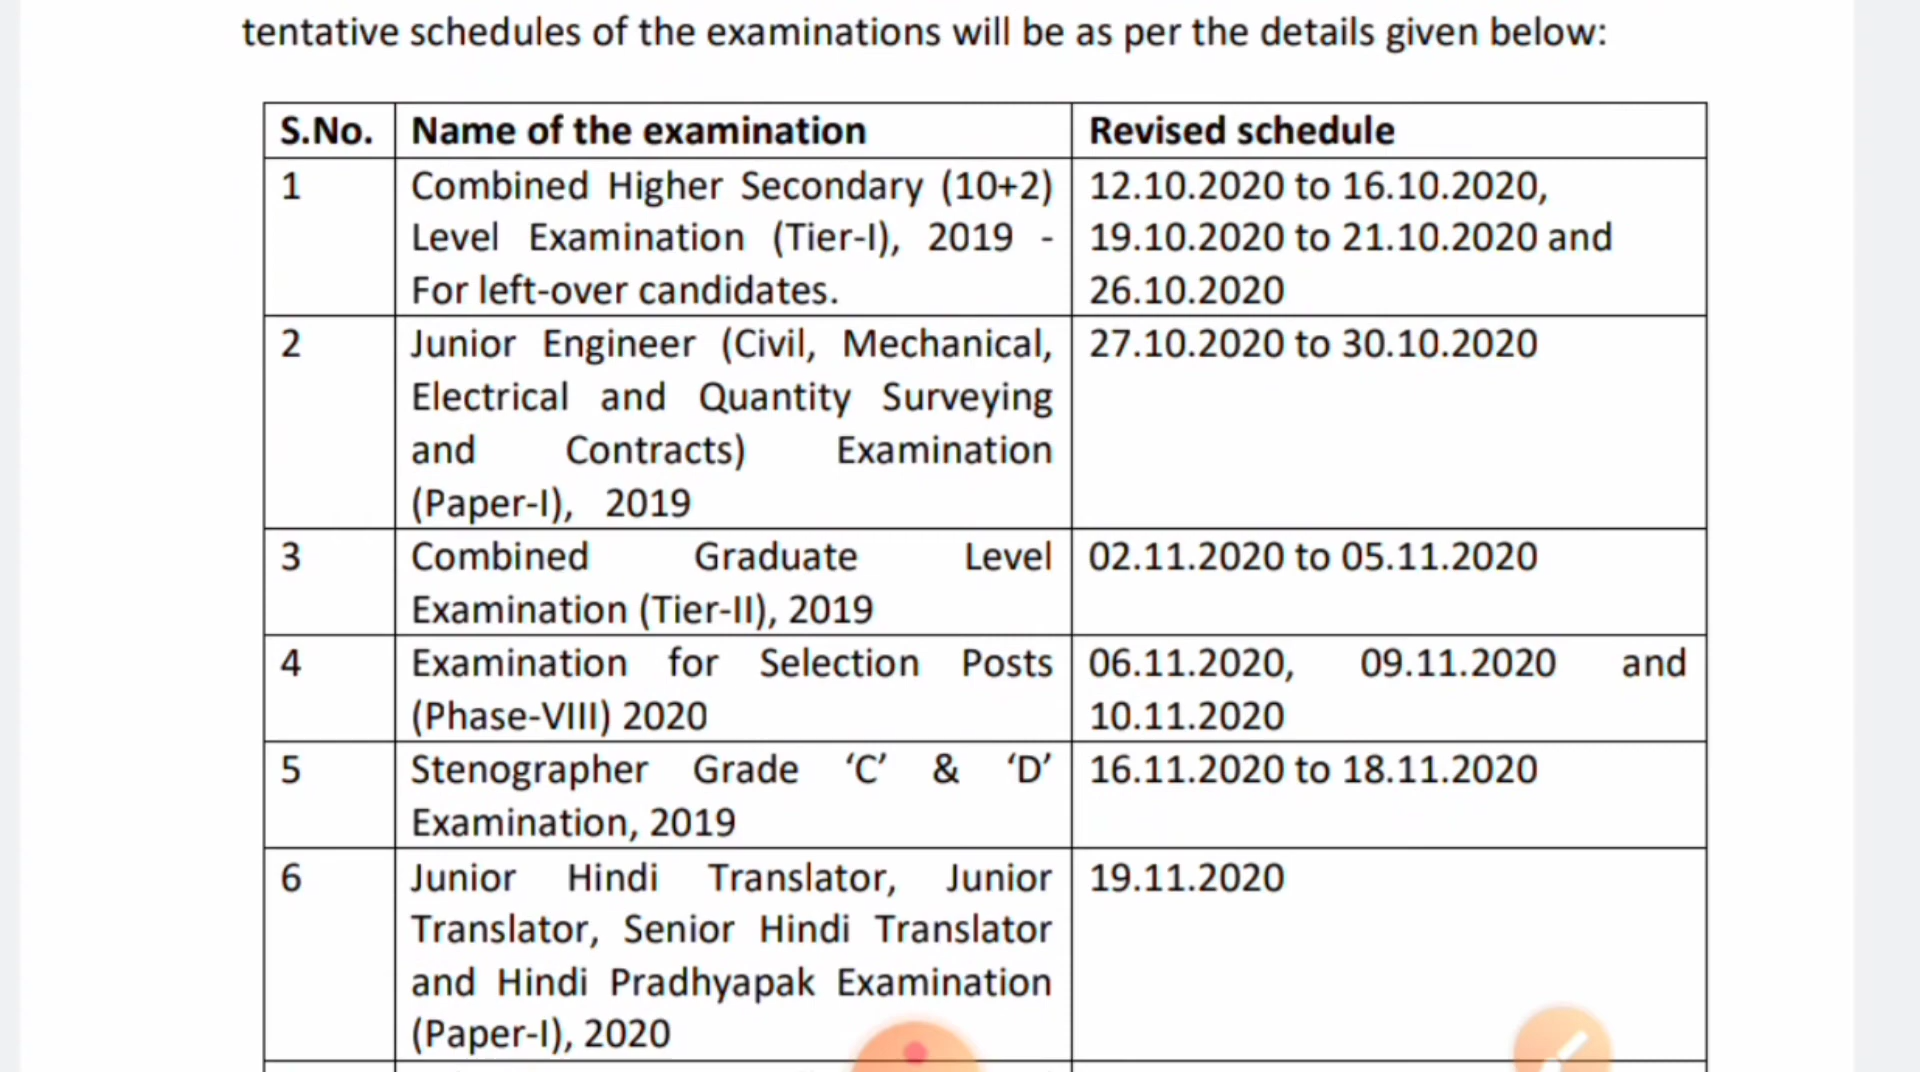 tentative schedules of the examinations will be as per the details given below:
S.No. Name of the examination Revised schedule
1 Combined Higher Secondary (10+2) 12.10.2020 to 16.10.2020,
Level Examination (Tier-I), 2019 - 19.10.2020 to 21.10.2020 and
For left-over candidates. 26.10.2020
2 Junior Engineer (Civil, Mechanical, 27.10.2020 to 30.10.2020
Electrical and Quantity Surveying
and Contracts) Examination
(Paper-I), 2019
3 Combined Graduate Level 02.11.2020 to 05.11.2020
Examination (Tier-II), 2019
4 Examination for Selection Posts 06.11.2020, 09.11.2020 and
(Phase-VIII) 2020 10.11.2020
5 Stenographer Grade ‘C’ & ‘D’ 16.11.2020 to 18.11.2020
Examination, 2019
6 Junior Hindi Translator, Junior 19.11.2020
Translator, Senior Hindi Translator
and Hindi Pradhyapak Examination
(Paper-I), 2020